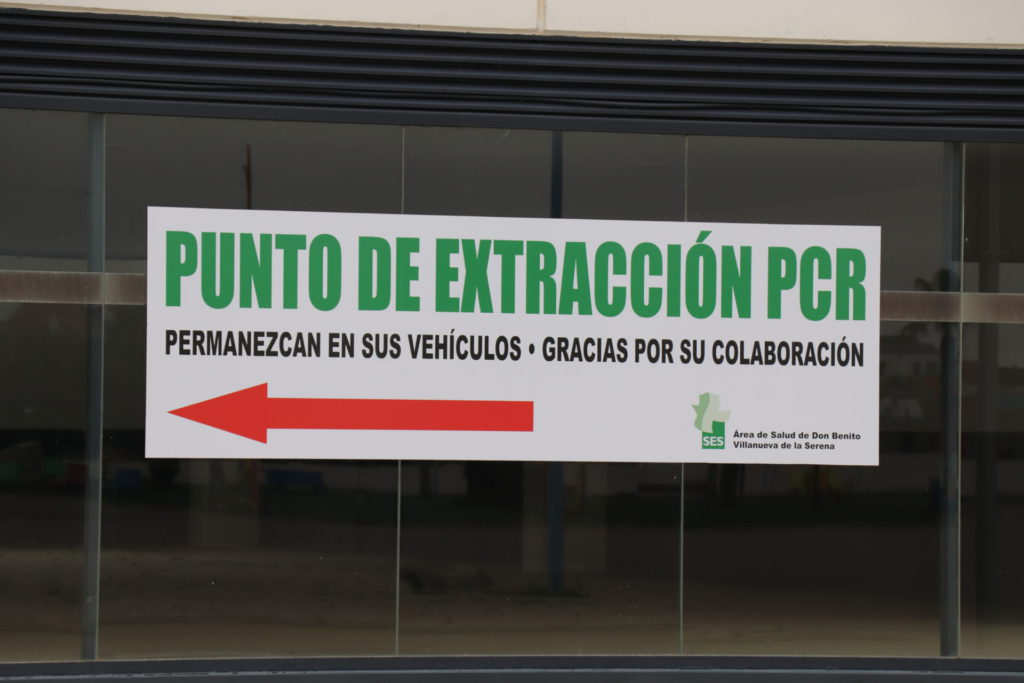 PUNTO DE EXTRACCIÓN PCR
PERMANEZCAN EN SUS VEHÍCULOS • GRACIAS POR SU COLABORACIÓN
SES
Área de Salud de Don Benito
Villanueva de la Serena